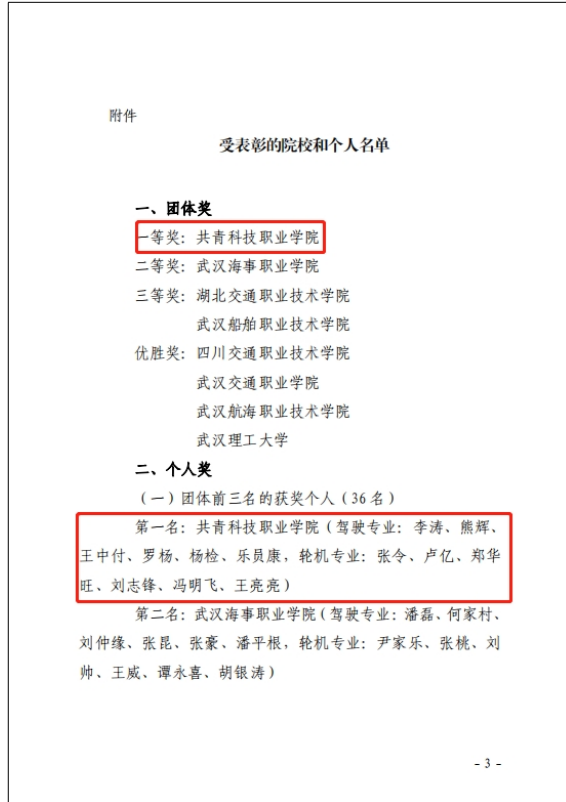 附件
受表彰的院校和个人名单
一、团体奖
一等奖：共青科技职业学院
二等奖：武汉海事职业学院
三等奖：湖北交通职业技术学院
武汉船舶职业技术学院
优胜奖：四川交通职业技术学院
武汉交通职业学院
武汉航海职业技术学院
武汉理工大学
二、个人奖
（一）团体前三名的获奖个人（36名）
第一名：共青科技职业学院（驾驶专业：李涛、熊辉、
王中付、罗杨、杨检、乐员康，轮机专业：张令、卢亿、郑华
旺、刘志锋、冯明飞、王亮亮）
第二名：武汉海事职业学院（驾驶专业：潘磊、何家村、
刘仲缘、张昆、张豪、潘平根，轮机专业：尹家乐、张桃、刘
帅、王威、谭永喜、胡银涛）
- 3 -